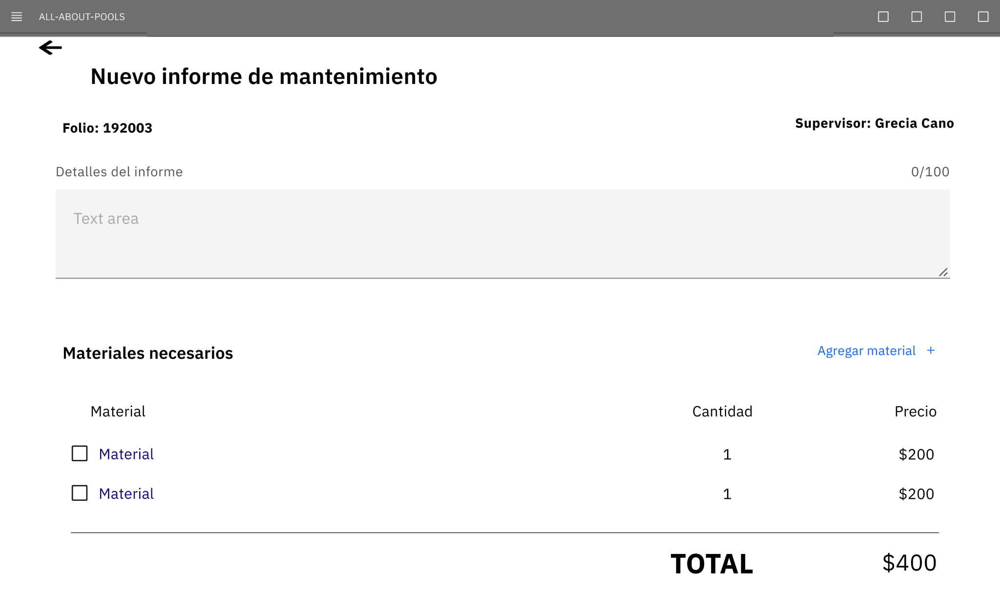 ALL-ABOUT-POOLS
Nuevo informe de mantenimiento
Folio: 192003
Supervisor: Grecia Cano
Detalles del informe 0/100
Text area
Materiales necesarios
Agregar material +
Material Cantidad Precio
Material 1 $200
Material 1 $200
TOTAL $400